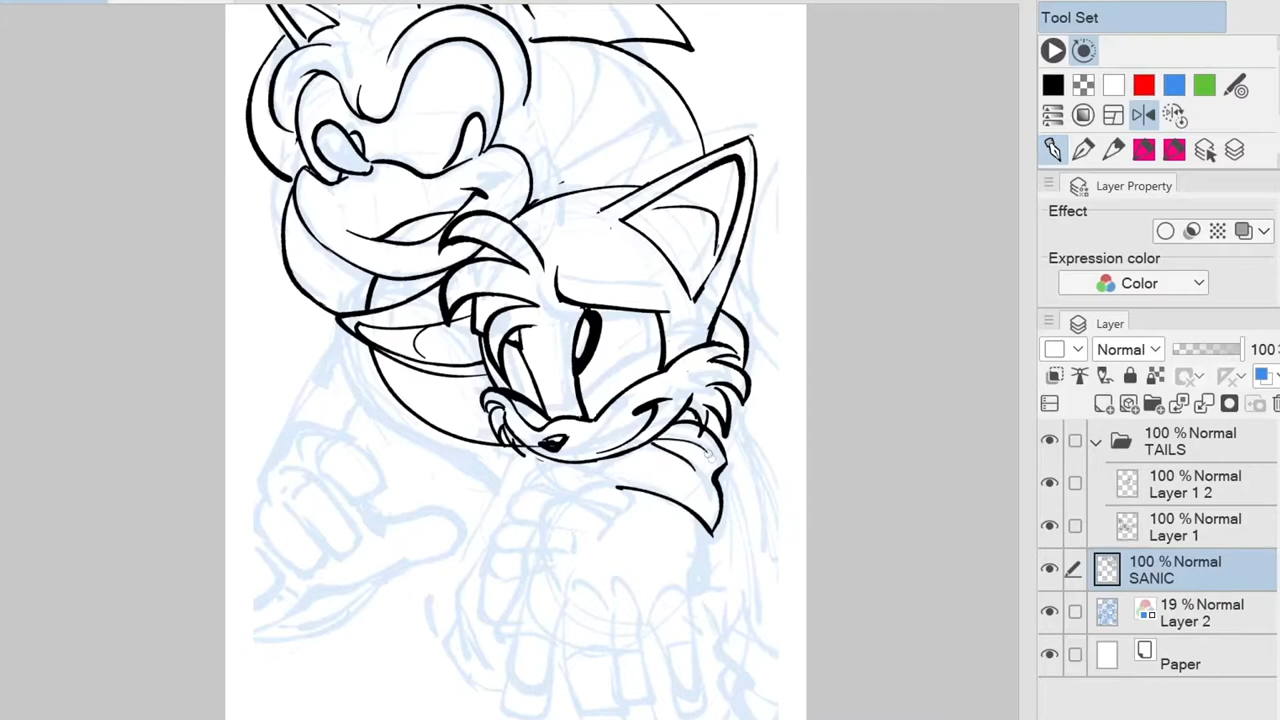 Tool Set
Layer Property
Effect
Expression color
Color
Layer
Normal
100
100 % Normal
TAILS
100 % Normal
Layer 1 2
100 % Normal
Layer 1
100 % Normal
SANIC
19 % Normal
Layer 2
Paper